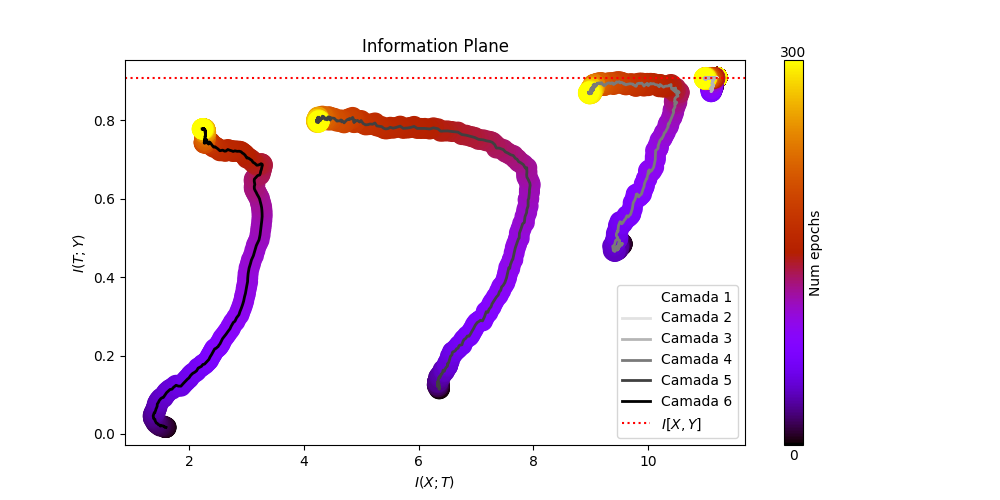 Information Plane
300
0.8
0.6
0.4
0.2
0.0
I(T; Y)
2
4
6
8
10
I(X; T)
Camada 1
Camada 2
Camada 3
Camada 4
Camada 5
Camada 6
I[X, Y]
Num epochs
0